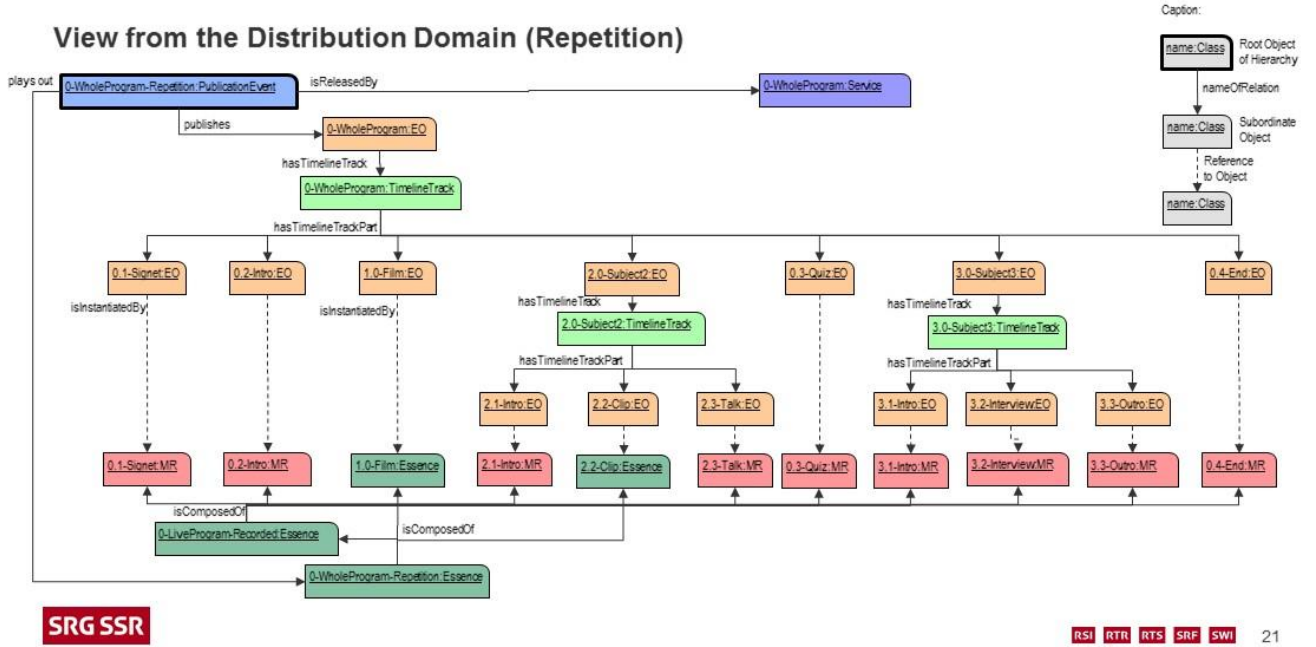 Caption:
View from the Distribution Domain (Repetition)
name:Class
Root Object
of Hierarchy
nameOfRelation
name:Class
Subordinate
Object
Reference
to Object
name:Class
plays out
0-WholeProgram-Repetition:PublicationEvent
isReleasedBy
0-WholeProgram:Service
publishes
0-WholeProgram:EO
hasTimelineTrack
0-WholeProgram:TimelineTrack
hasTimelineTrackPart
0.1-Signet:EO
0.2-Intro:EO
1.0-Film:EO
2.0-Subject2:EO
0.3-Quiz:EO
3.0-Subject3:EO
0.4-End:EO
isInstantiatedBy
isInstantiatedBy
hasTimelineTrack
hasTimelineTrack
2.0-Subject2:TimelineTrack
3.0-Subject3:TimelineTrack
hasTimelineTrackPart
hasTimelineTrackPart
2.1-Intro:EO
2.2-Clip:EO
2.3-Talk:EO
3.1-Intro:EO
3.2-Interview:EO
3.3-Outro:EO
0.1-Signet:MR
0.2-Intro:MR
1.0-Film:Essence
2.1-Intro:MR
2.2-Clip:Essence
2.3-Talk:MR
0.3-Quiz:MR
3.1-Intro:MR
3.2-Interview:MR
3.3-Outro:MR
0.4-End:MR
isComposedOf
0-LiveProgram-Recorded:Essence
isComposedOf
0-WholeProgram-Repetition:Essence
SRG SSR
RSI RTR RTS SRF SWI 21